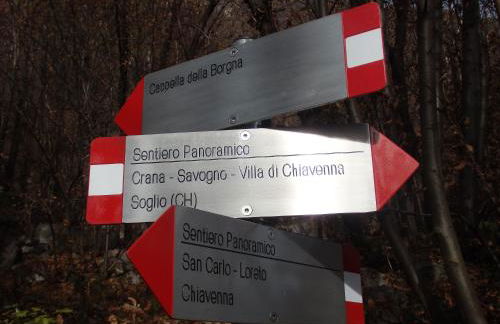 Cappella della Borgna
Sentiero Panoramico
Crana - Savogno - Villa di Chiavenna
Soglio (CH)
Sentiero Panoramico
San Carlo - Loreto
Chiavenna